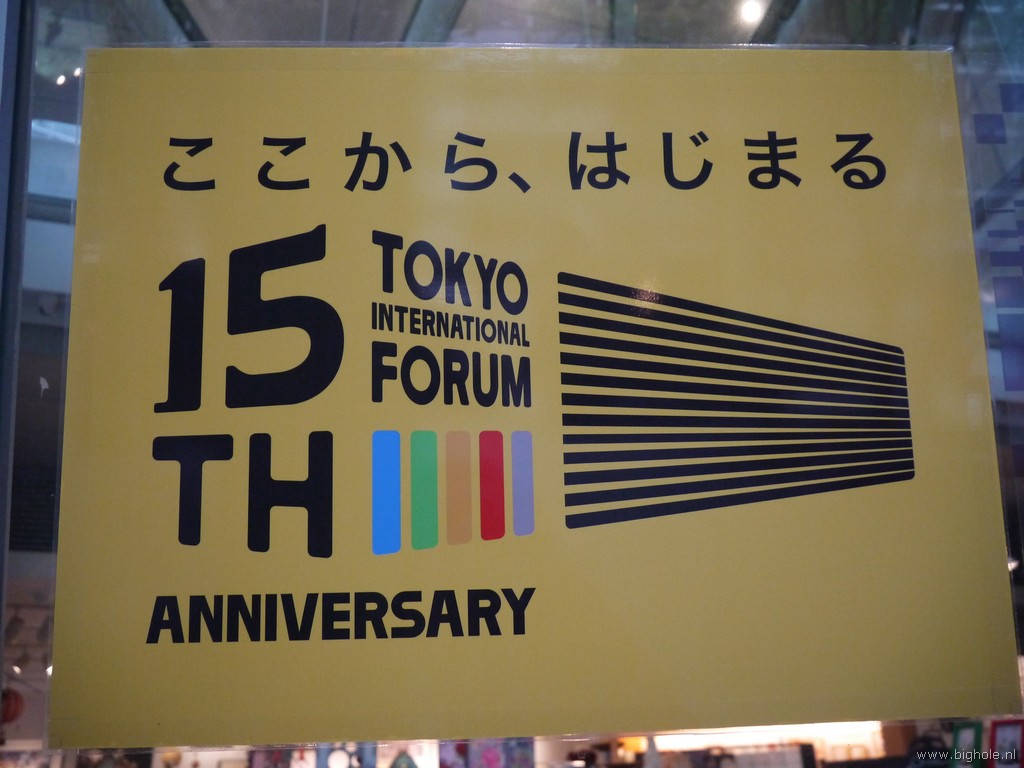 ここから、はじまる
15
TH
TOKYO
INTERNATIONAL
FORUM
ANNIVERSARY
www.bighole.nl